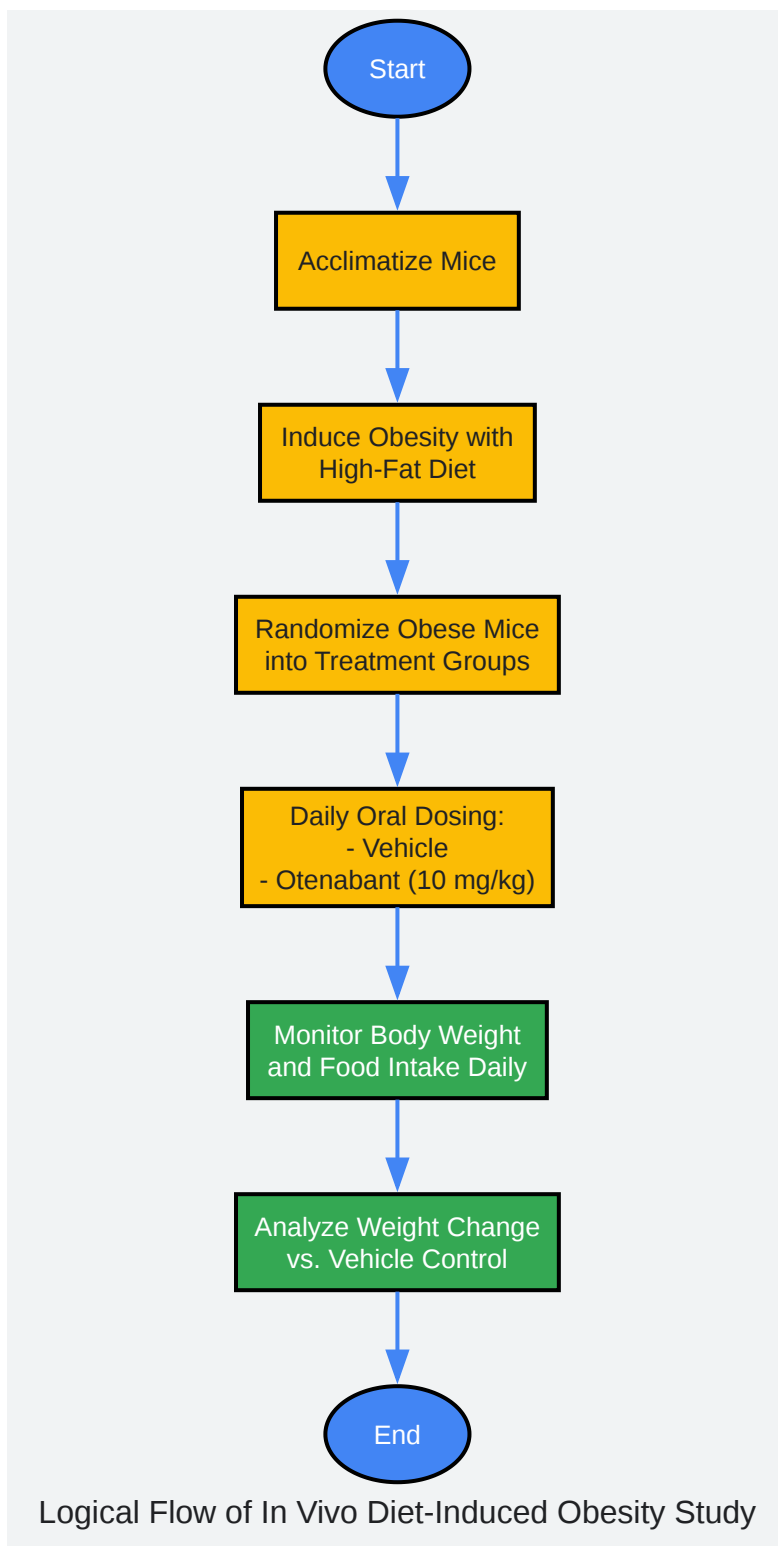 Start
Acclimatize Mice
Induce Obesity with
High-Fat Diet
Randomize Obese Mice
into Treatment Groups
Daily Oral Dosing:
- Vehicle
- Otenabant (10 mg/kg)
Monitor Body Weight
and Food Intake Daily
Analyze Weight Change
vs. Vehicle Control
End
Logical Flow of In Vivo Diet-Induced Obesity Study